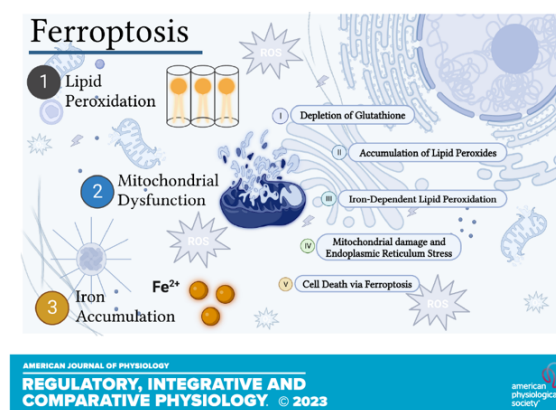 Ferroptosis
1
Lipid
Peroxidation
2
Mitochondrial
Dysfunction
3
Iron
Accumulation
Fe²⁺
ROS
ROS
ROS
I
Depletion of Glutathione
II
Accumulation of Lipid Peroxides
III
Iron-Dependent Lipid Peroxidation
IV
Mitochondrial damage and
Endoplasmic Reticulum Stress
V
Cell Death via Ferroptosis
AMERICAN JOURNAL OF PHYSIOLOGY
REGULATORY, INTEGRATIVE AND
COMPARATIVE PHYSIOLOGY. © 2023
american
physiological
society